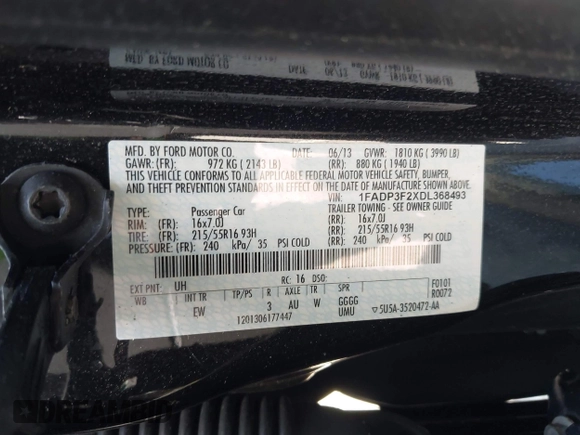 MFD. BY FORD MOTOR CO.
DATE: 06/13 GVWR: 1810 KG ( 3990 LB)
GAWR: (FR): 972 KG ( 2143 LB) (RR): 880 KG ( 1940 LB)
THIS VEHICLE CONFORMS TO ALL APPLICABLE FEDERAL MOTOR VEHICLE SAFETY, BUMPER,
AND THEFT PREVENTION STANDARDS IN EFFECT ON THE DATE OF MANUFACTURE SHOWN ABOVE.
VIN: 1FADP3F2XDL368493
TYPE: Passenger Car TRAILER TOWING - SEE OWNER GUIDE
RIM: (FR): 16x7.0J (RR): 16x7.0J
TIRE: (FR): 215/55R16 93H (RR): 215/55R16 93H
PRESSURE: (FR): 240 kPa/ 35 PSI COLD (RR): 240 kPa/ 35 PSI COLD
EXT PNT: UH RC: 16 DSO: F0101
WB INT TR TP/PS R AXLE TR SPR R0072
EW 3 AU W GGGG
UMU
1201306177447 5U5A-3520472-AA